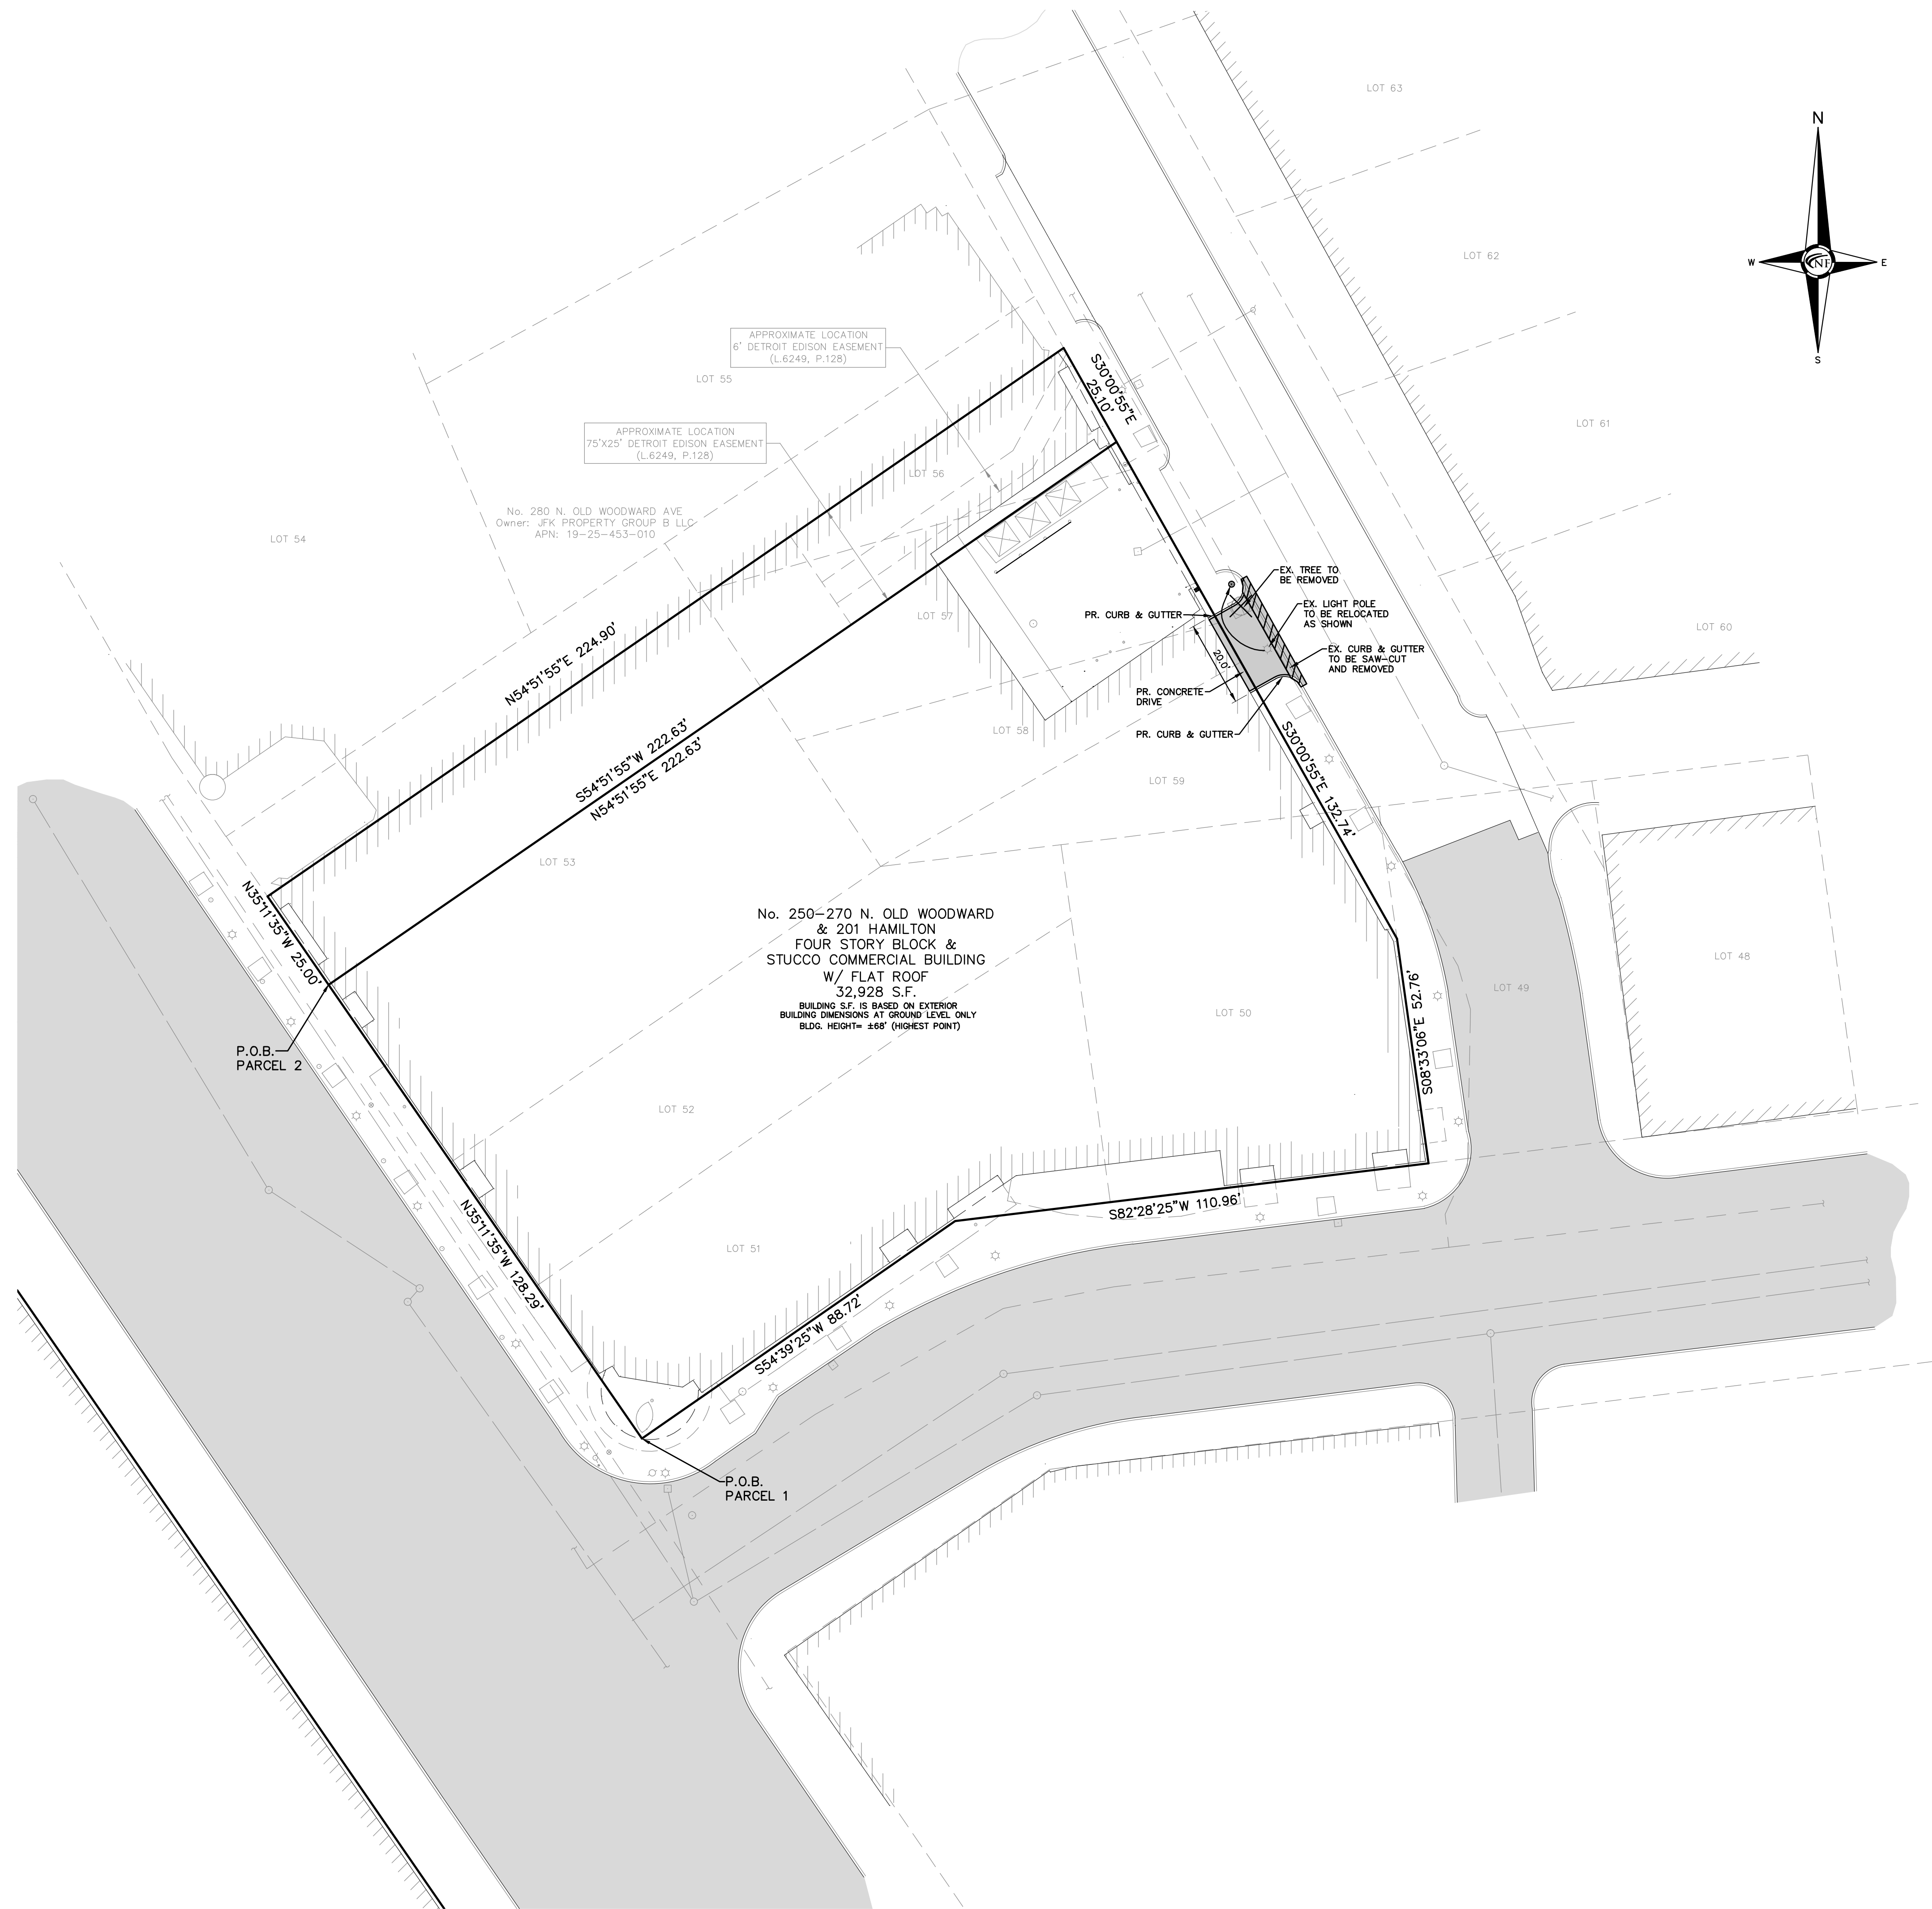 LOT 63
N
W
NF
E
S
LOT 62
APPROXIMATE LOCATION
6' DETROIT EDISON EASEMENT
(L.6249, P.128)
S30°00'55"E
25.10'
LOT 55
LOT 61
APPROXIMATE LOCATION
75'X25' DETROIT EDISON EASEMENT
(L.6249, P.128)
LOT 56
No. 280 N. OLD WOODWARD AVE
Owner: JFK PROPERTY GROUP B LLC
APN: 19-25-453-010
LOT 54
EX. TREE TO
BE REMOVED
PR. CURB & GUTTER
EX. LIGHT POLE
TO BE RELOCATED
AS SHOWN
LOT 57
LOT 60
20.0'
EX. CURB & GUTTER
TO BE SAW-CUT
AND REMOVED
N54°51'55"E 224.90'
PR. CONCRETE
DRIVE
LOT 58
PR. CURB & GUTTER
S54°51'55"W 222.63'
N54°51'55"E 222.63'
S30°00'55"E 132.74'
LOT 59
LOT 53
N35°11'35"W 25.00'
No. 250-270 N. OLD WOODWARD
& 201 HAMILTON
FOUR STORY BLOCK &
STUCCO COMMERCIAL BUILDING
W/ FLAT ROOF
32,928 S.F.
BUILDING S.F. IS BASED ON EXTERIOR
BUILDING DIMENSIONS AT GROUND LEVEL ONLY
BLDG. HEIGHT= ±68' (HIGHEST POINT)
LOT 48
LOT 49
LOT 50
S08°33'06"E 52.76'
P.O.B.
PARCEL 2
LOT 52
N35°11'35"W 128.29'
S82°28'25"W 110.96'
LOT 51
S54°39'25"W 88.72'
P.O.B.
PARCEL 1